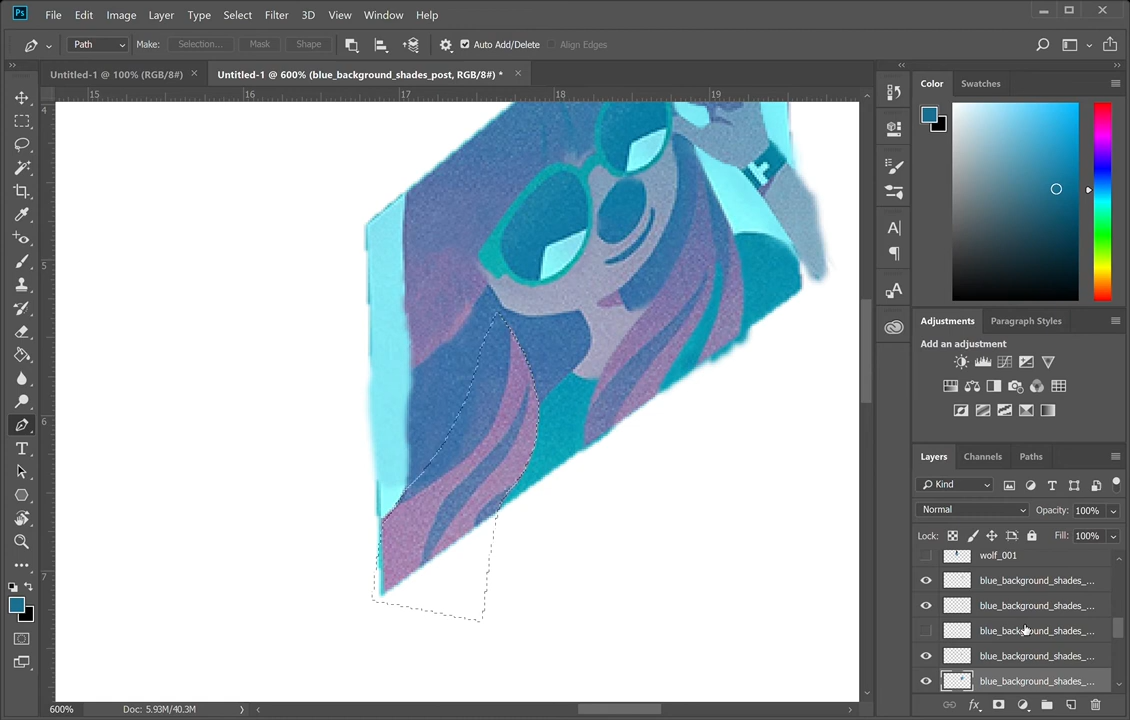 Ps File Edit Image Layer Type Select Filter 3D View Window Help
Path Make: Selection... Mask Shape Auto Add/Delete Align Edges
Untitled-1 @ 100% (RGB/8#) × Untitled-1 @ 600% (blue_background_shades_post, RGB/8#) * ×
15 16 17 18 19
4
5
6
7
Color Swatches
Adjustments Paragraph Styles
Add an adjustment
Layers Channels Paths
Kind
Normal Opacity: 100%
Lock: Fill: 100%
wolf_001
blue_background_shades_...
blue_background_shades_...
blue_background_shades_...
blue_background_shades_...
blue_background_shades_...
600% Doc: 5.93M/40.3M